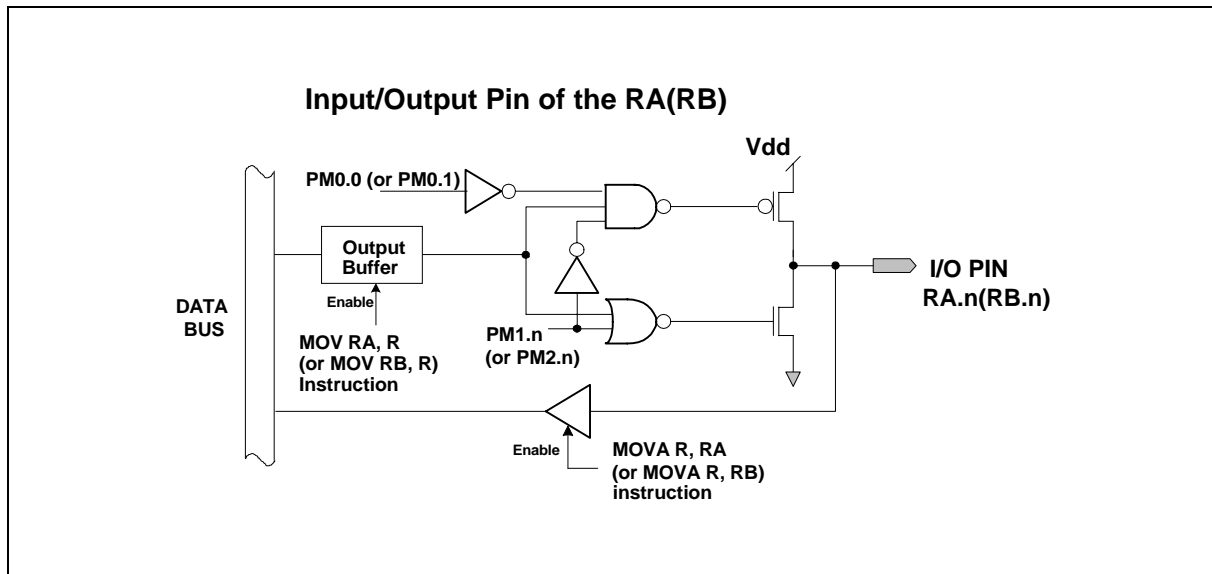 Input/Output Pin of the RA(RB)
Vdd
PM0.0 (or PM0.1)
Output
Buffer
I/O PIN
RA.n(RB.n)
DATA
BUS
Enable
MOV RA, R
(or MOV RB, R)
Instruction
PM1.n
(or PM2.n)
Enable
MOVA R, RA
(or MOVA R, RB)
instruction